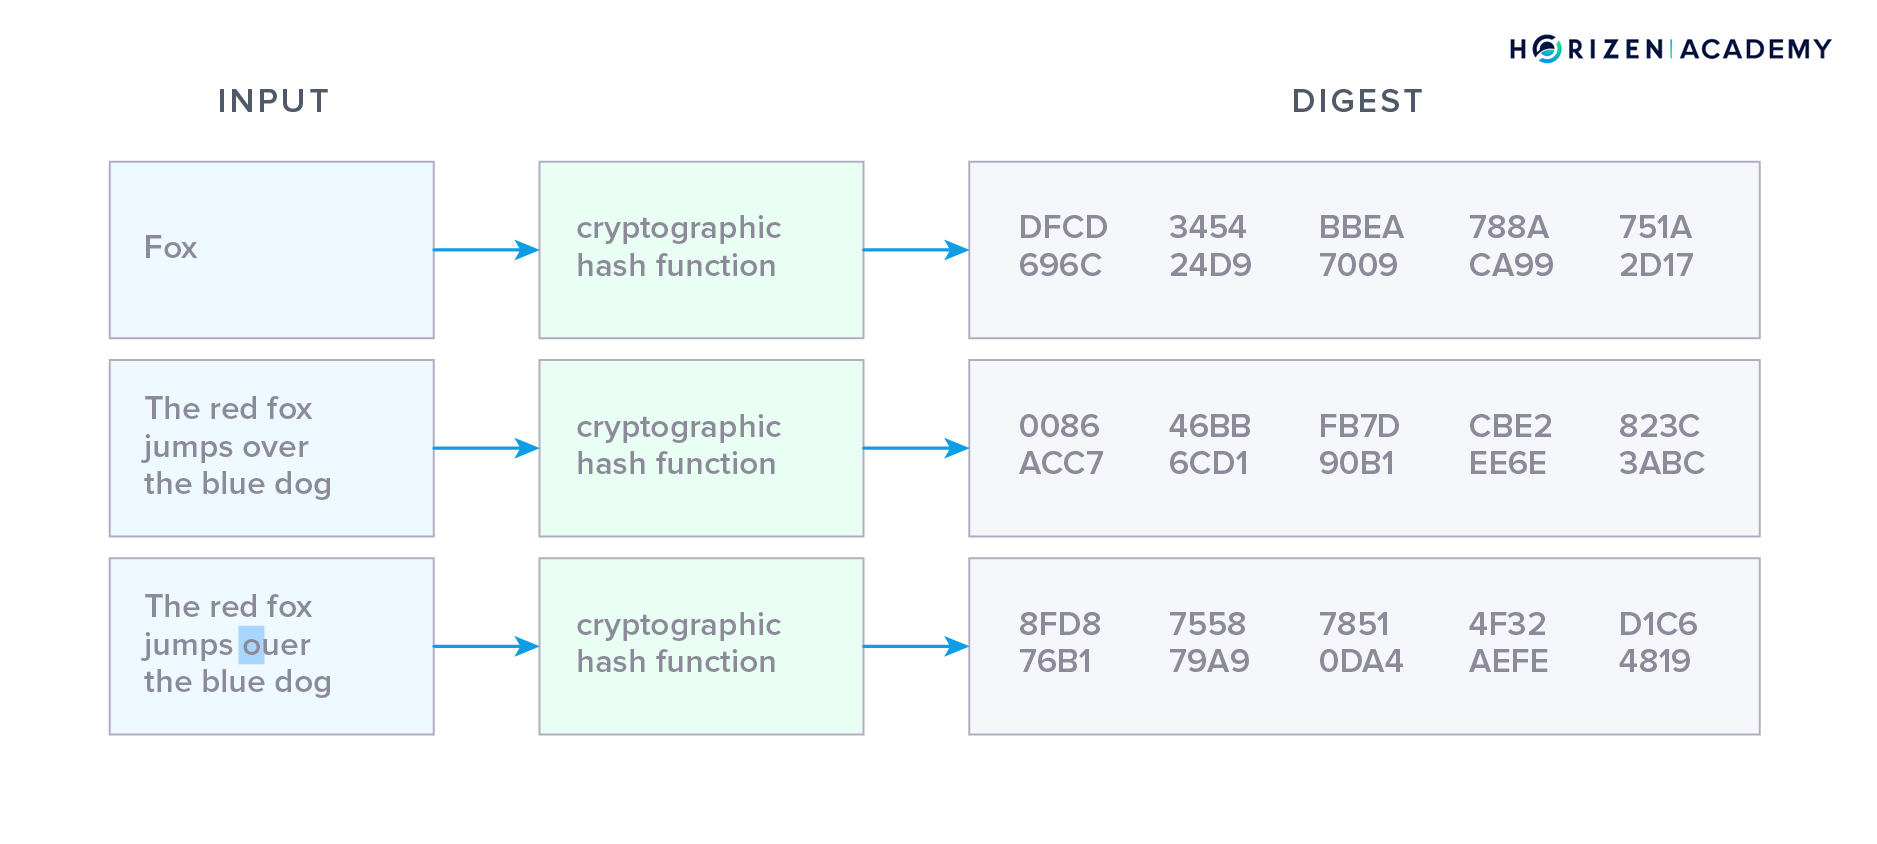 HORIZEN | ACADEMY
INPUT
DIGEST
Fox
cryptographic
hash function
DFCD 3454 BBEA 788A 751A
696C 24D9 7009 CA99 2D17
The red fox
jumps over
the blue dog
cryptographic
hash function
0086 46BB FB7D CBE2 823C
ACC7 6CD1 90B1 EE6E 3ABC
The red fox
jumps ouer
the blue dog
cryptographic
hash function
8FD8 7558 7851 4F32 D1C6
76B1 79A9 0DA4 AEFE 4819